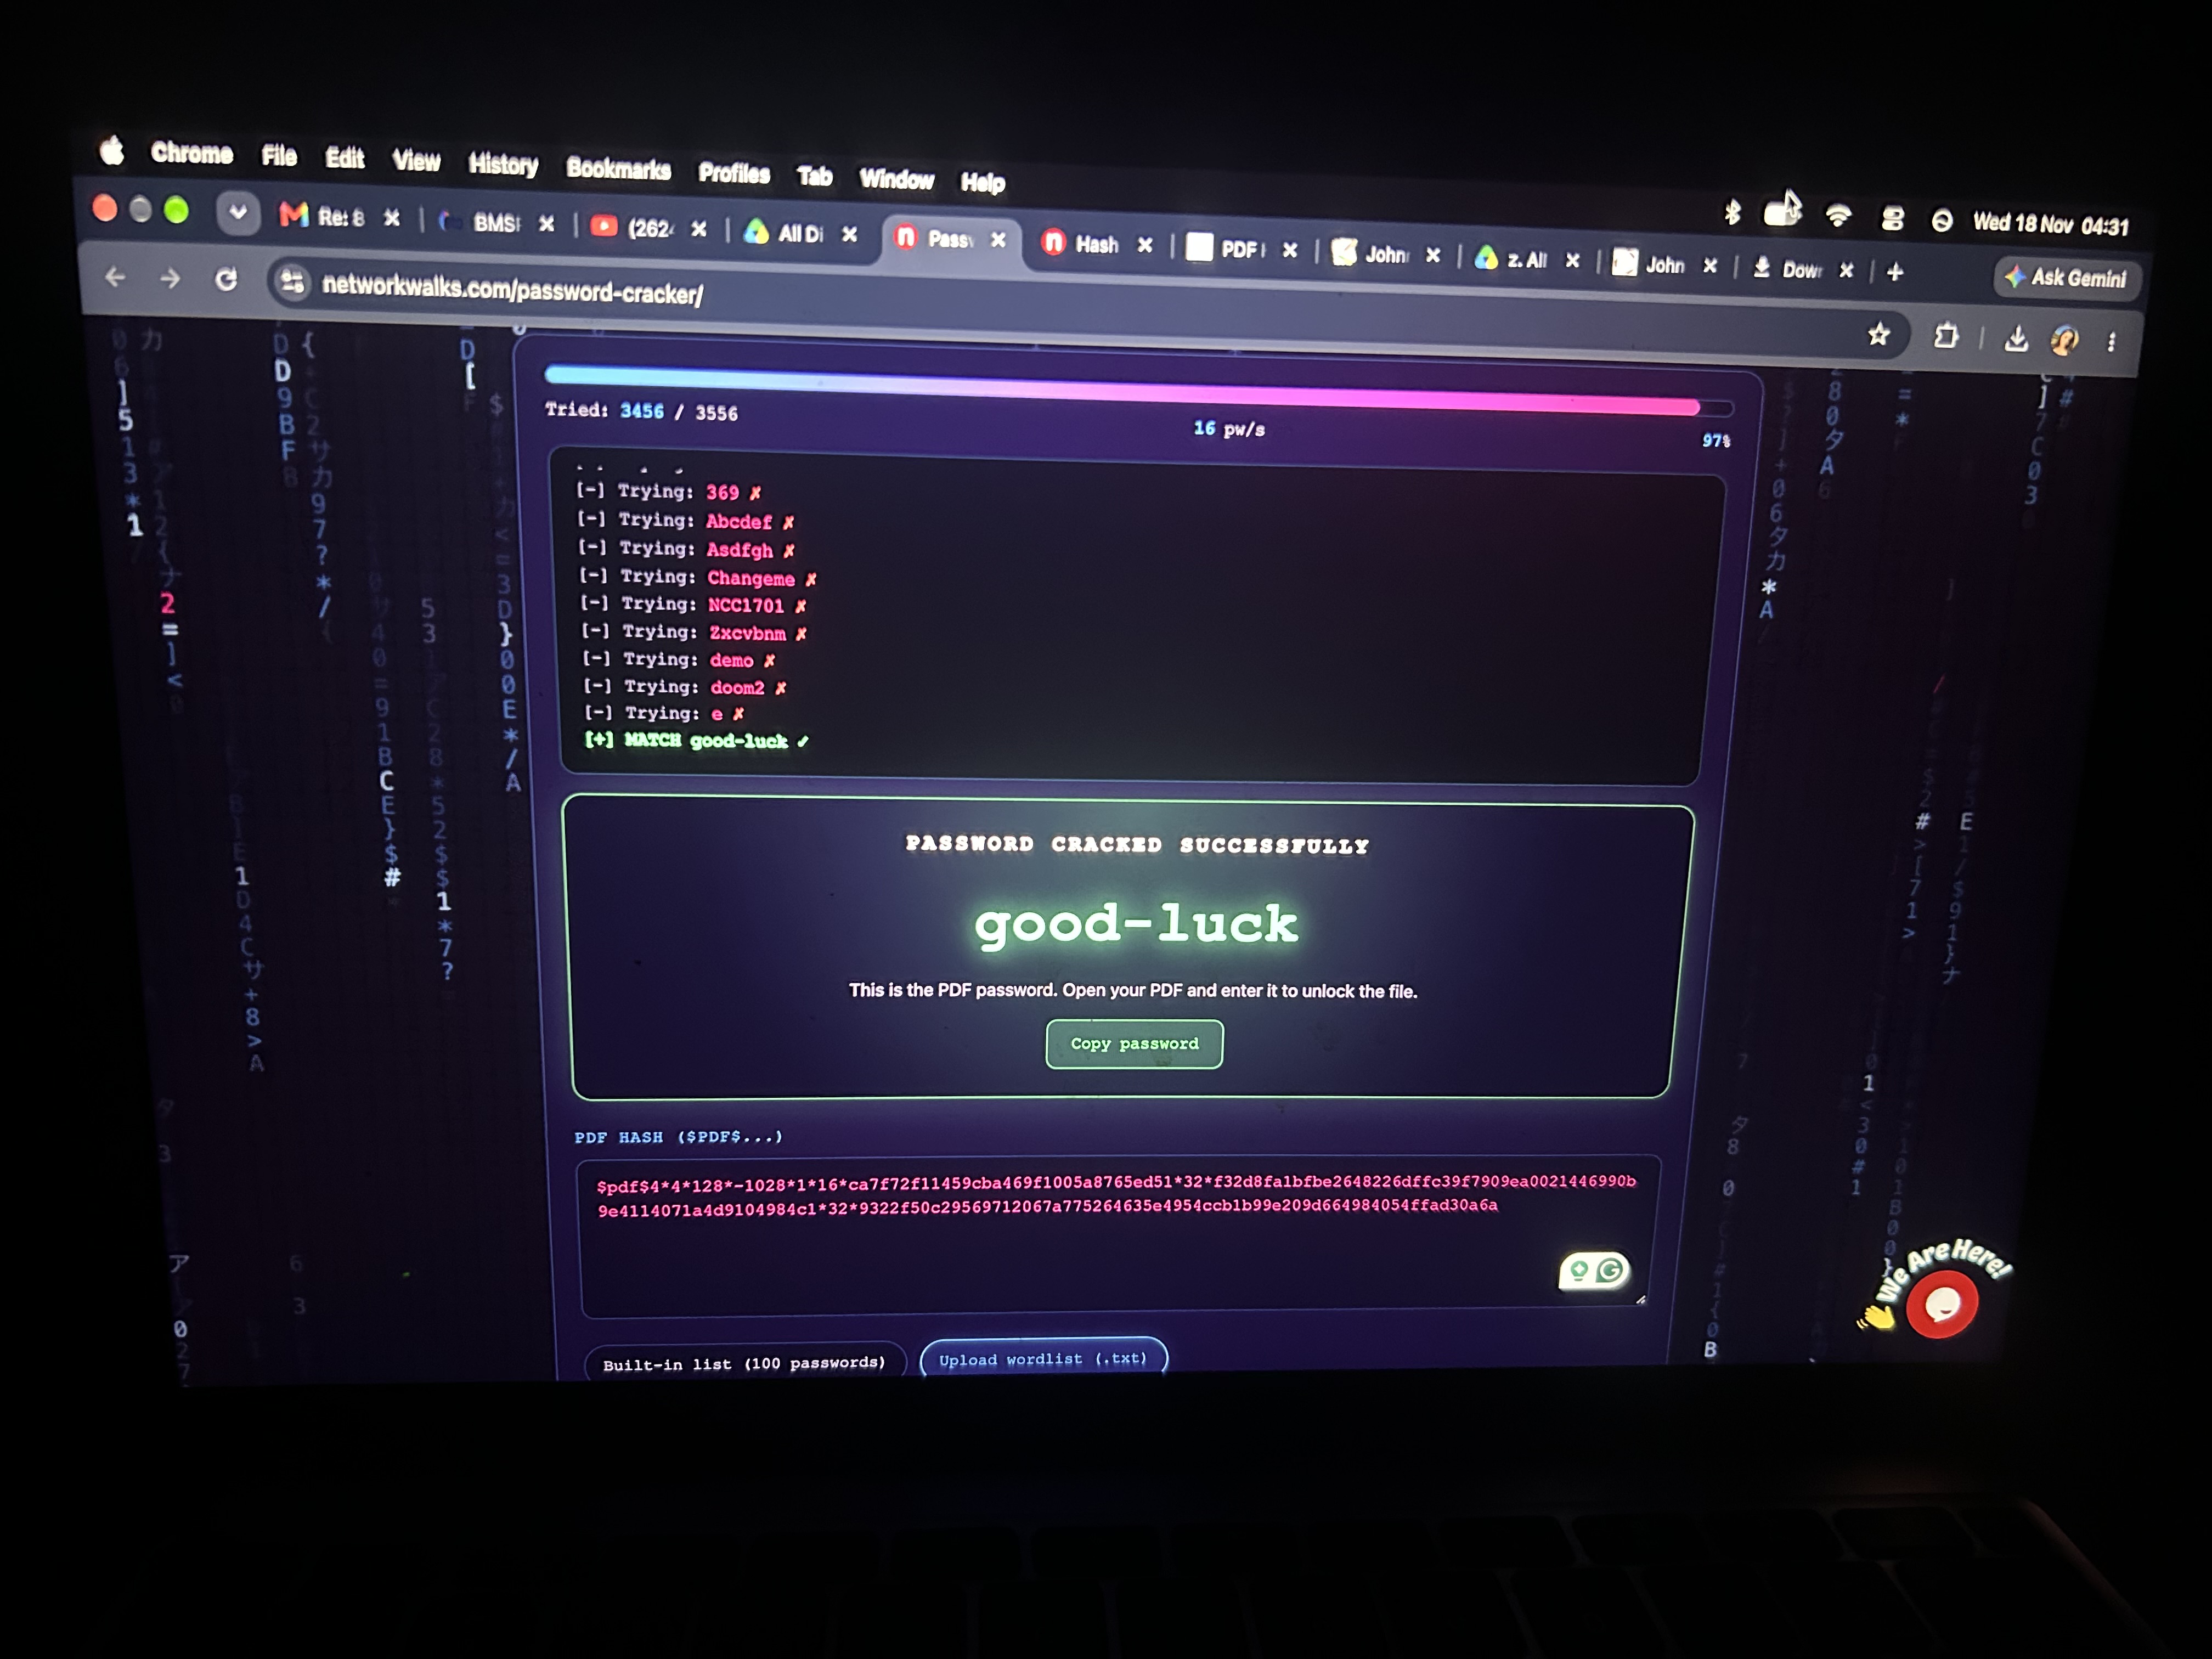 Chrome File Edit View History Bookmarks Profiles Tab Window Help
Wed 18 Nov 04:31
Re: 8
BMS
(262
All Di
Passv
Hash
PDF
John
z. All
John
Dow
Ask Gemini
networkwalks.com/password-cracker/
Tried: 3456 / 3556
16 pw/s
97%
[-] Trying: 369 ✗
[-] Trying: Abcdef ✗
[-] Trying: Asdfgh ✗
[-] Trying: Changeme ✗
[-] Trying: NCC1701 ✗
[-] Trying: Zxcvbnm ✗
[-] Trying: demo ✗
[-] Trying: doom2 ✗
[-] Trying: e ✗
[+] MATCH good-luck ✓
PASSWORD CRACKED SUCCESSFULLY
good-luck
This is the PDF password. Open your PDF and enter it to unlock the file.
Copy password
PDF HASH ($PDF$...)
$pdf$4*4*128*-1028*1*16*ca7f72f11459cba469f1005a8765ed51*32*f32d8fa1bfbe2648226dffc39f7909ea0021446990b
9e4114071a4d9104984c1*32*9322f50c29569712067a775264635e4954ccb1b99e209d664984054ffad30a6a
Built-in list (100 passwords)
Upload wordlist (.txt)
We Are Here!